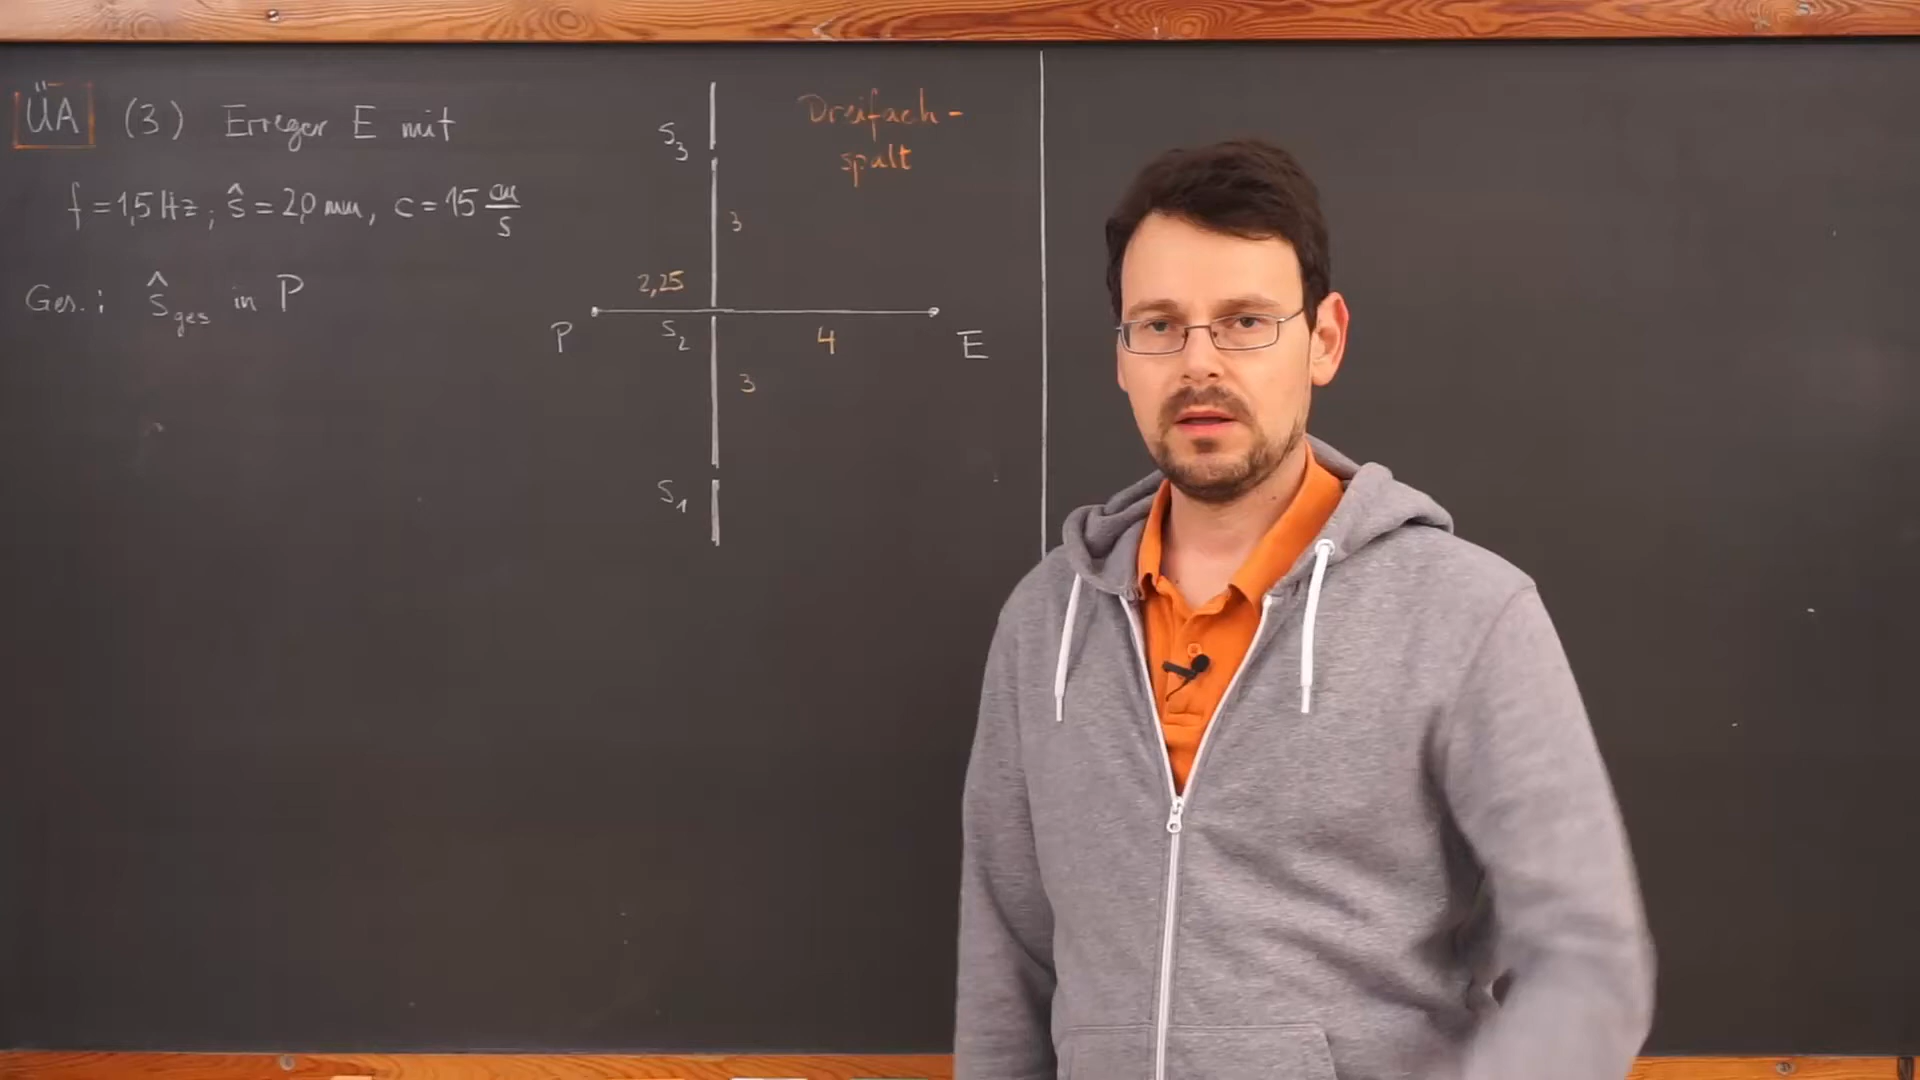 ÜA (3) Erreger E mit
f = 1,5 Hz; ŝ = 2,0 mm, c = 15 cm/s
Ges.: ŝges in P
Dreifach-
spalt
S3
3
2,25
P
S2
4
E
3
S1